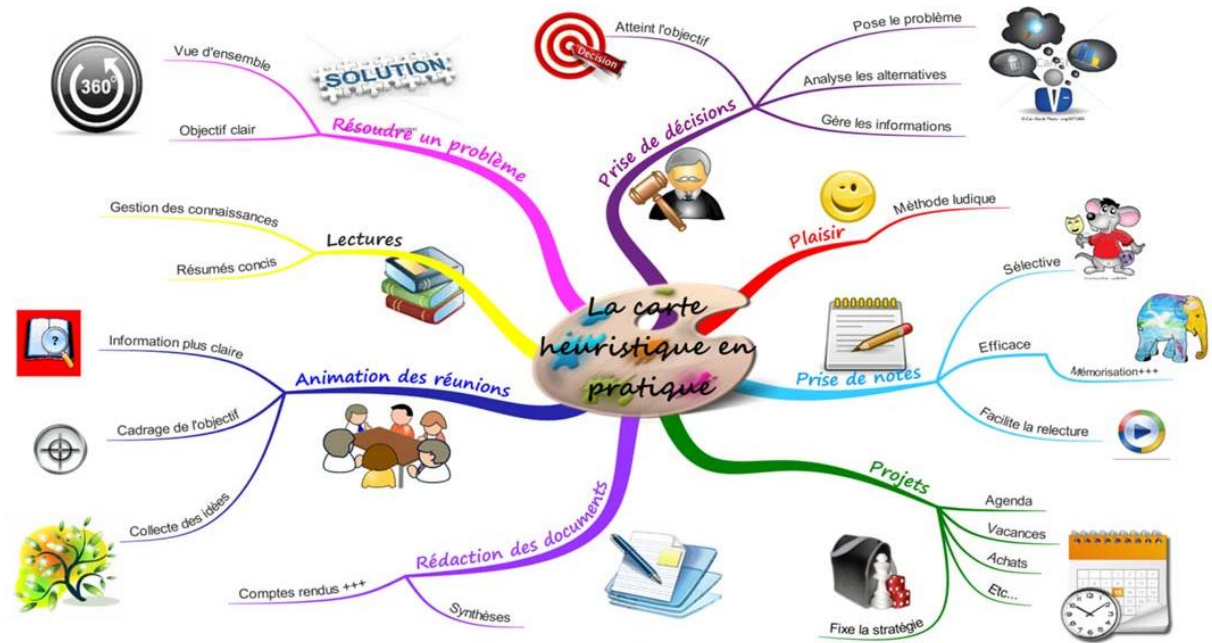 La carte
heuristique en
pratique
Prise de décisions
Atteint l'objectif
Decision
Pose le problème
Analyse les alternatives
Gère les informations
Plaisir
Méthode ludique
Prise de notes
Sélective
Efficace
Mémorisation+++
Facilite la relecture
Projets
Agenda
Vacances
Achats
Etc...
Fixe la stratégie
Rédaction des documents
Synthèses
Comptes rendus +++
Animation des réunions
Information plus claire
?
Cadrage de l'objectif
Collecte des idées
Lectures
Gestion des connaissances
Résumés concis
Résoudre un problème
Vue d'ensemble
360°
SOLUTION
Objectif clair